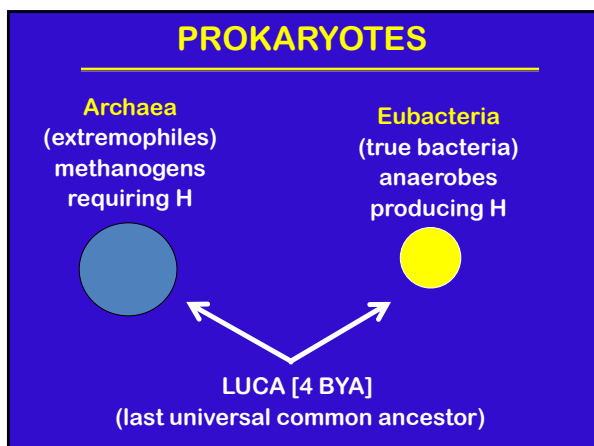 PROKARYOTES
Archaea
(extremophiles)
methanogens
requiring H
Eubacteria
(true bacteria)
anaerobes
producing H
LUCA [4 BYA]
(last universal common ancestor)